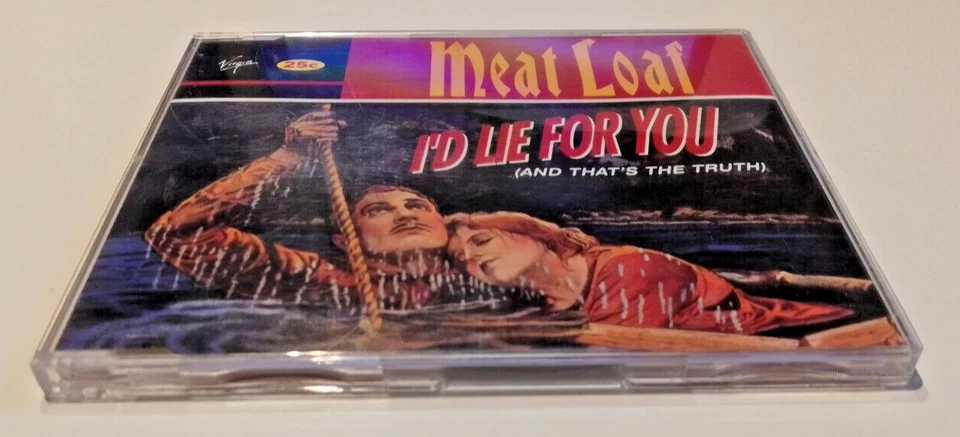 Virgin
25c
Meat Loaf
I'D LIE FOR YOU
(AND THAT'S THE TRUTH)